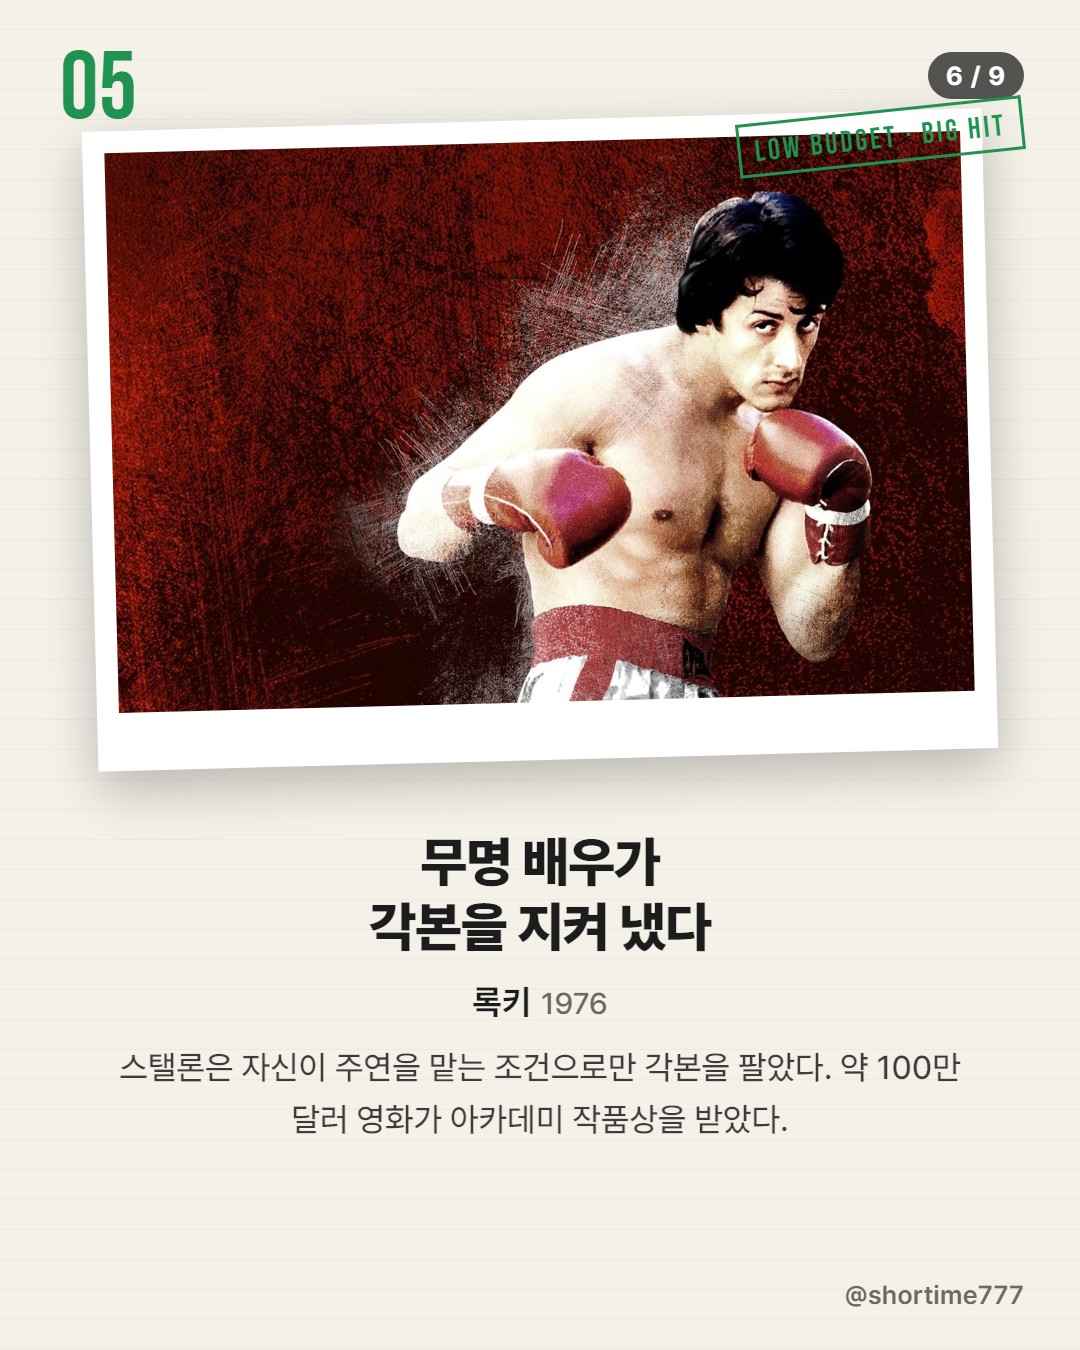 05
6 / 9
LOW BUDGET · BIG HIT
무명 배우가
각본을 지켜 냈다
록키 1976
스탤론은 자신이 주연을 맡는 조건으로만 각본을 팔았다. 약 100만
달러 영화가 아카데미 작품상을 받았다.
@shortime777